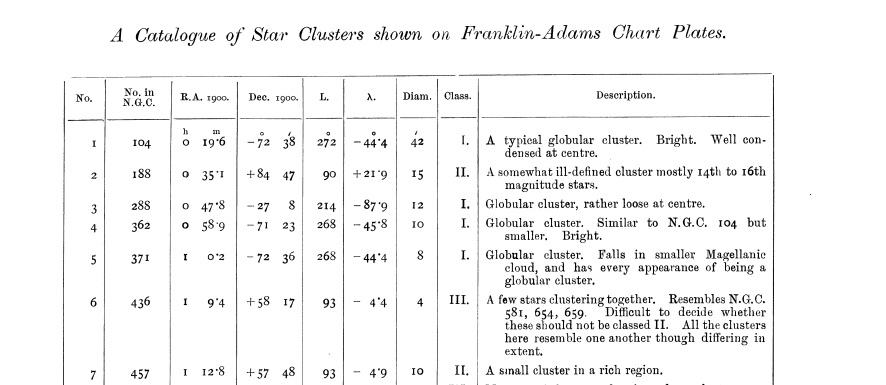 A Catalogue of Star Clusters shown on Franklin-Adams Chart Plates.
No. No. in N.G.C. R.A. 1900. Dec. 1900. L. λ. Diam. Class. Description.
h m ° ′ ° ° ′
1 104 0 19·6 −72 38 272 −44·4 42 I. A typical globular cluster. Bright. Well con-
densed at centre.
2 188 0 35·1 +84 47 90 +21·9 15 II. A somewhat ill-defined cluster mostly 14th to 16th
magnitude stars.
3 288 0 47·8 −27 8 214 −87·9 12 I. Globular cluster, rather loose at centre.
4 362 0 58·9 −71 23 268 −45·8 10 I. Globular cluster. Similar to N.G.C. 104 but
smaller. Bright.
5 371 1 0·2 −72 36 268 −44·4 8 I. Globular cluster. Falls in smaller Magellanic
cloud, and has every appearance of being a
globular cluster.
6 436 1 9·4 +58 17 93 − 4·4 4 III. A few stars clustering together. Resembles N.G.C.
581, 654, 659. Difficult to decide whether
these should not be classed II. All the clusters
here resemble one another though differing in
extent.
7 457 1 12·8 +57 48 93 − 4·9 10 II. A small cluster in a rich region.